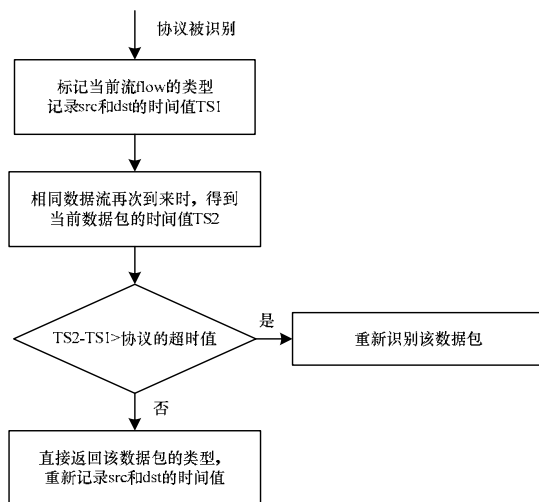 协议被识别
标记当前流flow的类型
记录src和dst的时间值TS1
相同数据流再次到来时，得到
当前数据包的时间值TS2
TS2-TS1>协议的超时值
是
重新识别该数据包
否
直接返回该数据包的类型，
重新记录src和dst的时间值